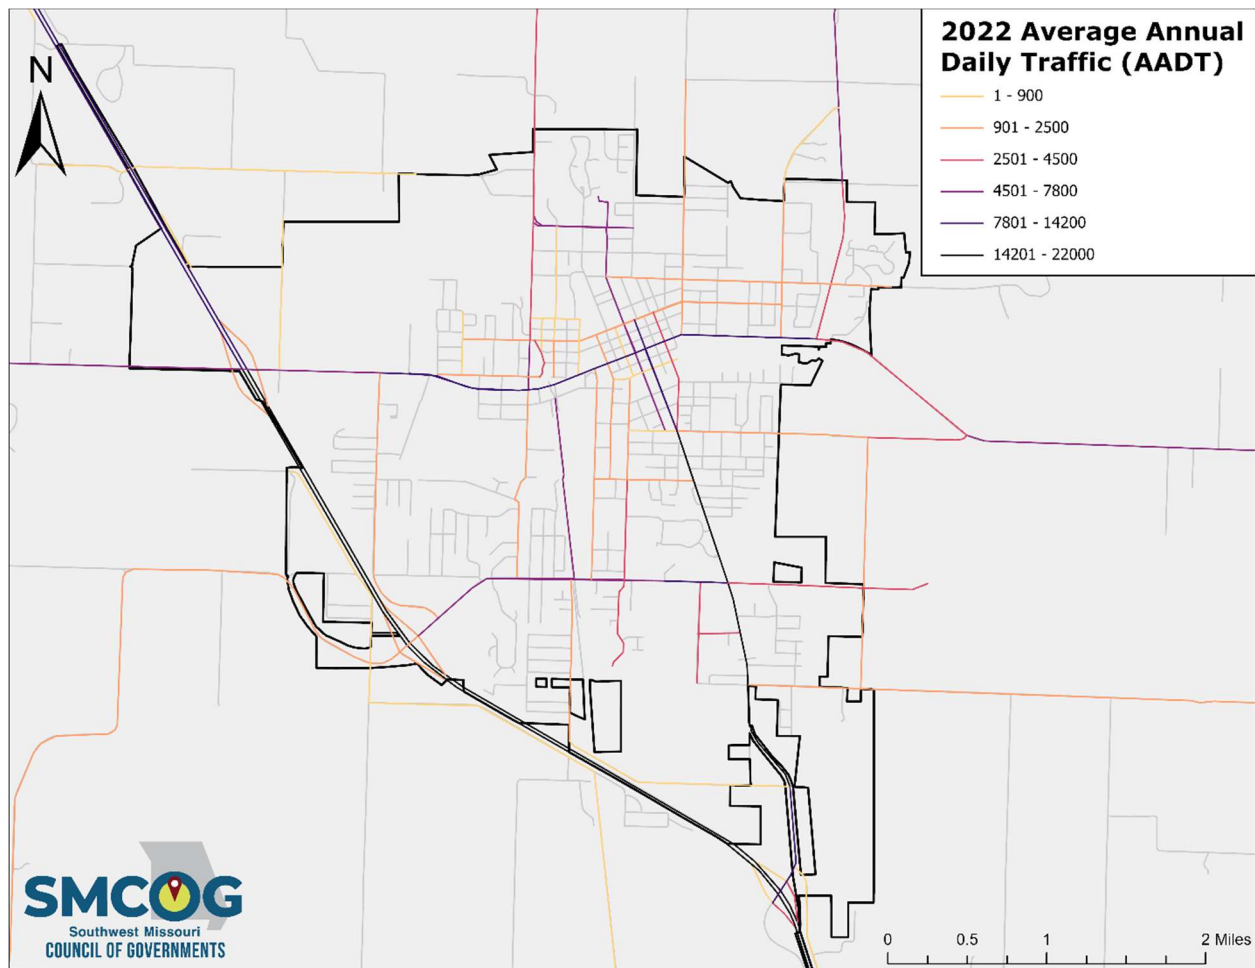 2022 Average Annual
Daily Traffic (AADT)
1 - 900
901 - 2500
2501 - 4500
4501 - 7800
7801 - 14200
14201 - 22000
N
SMCOG
Southwest Missouri
COUNCIL OF GOVERNMENTS
0 0.5 1 2 Miles